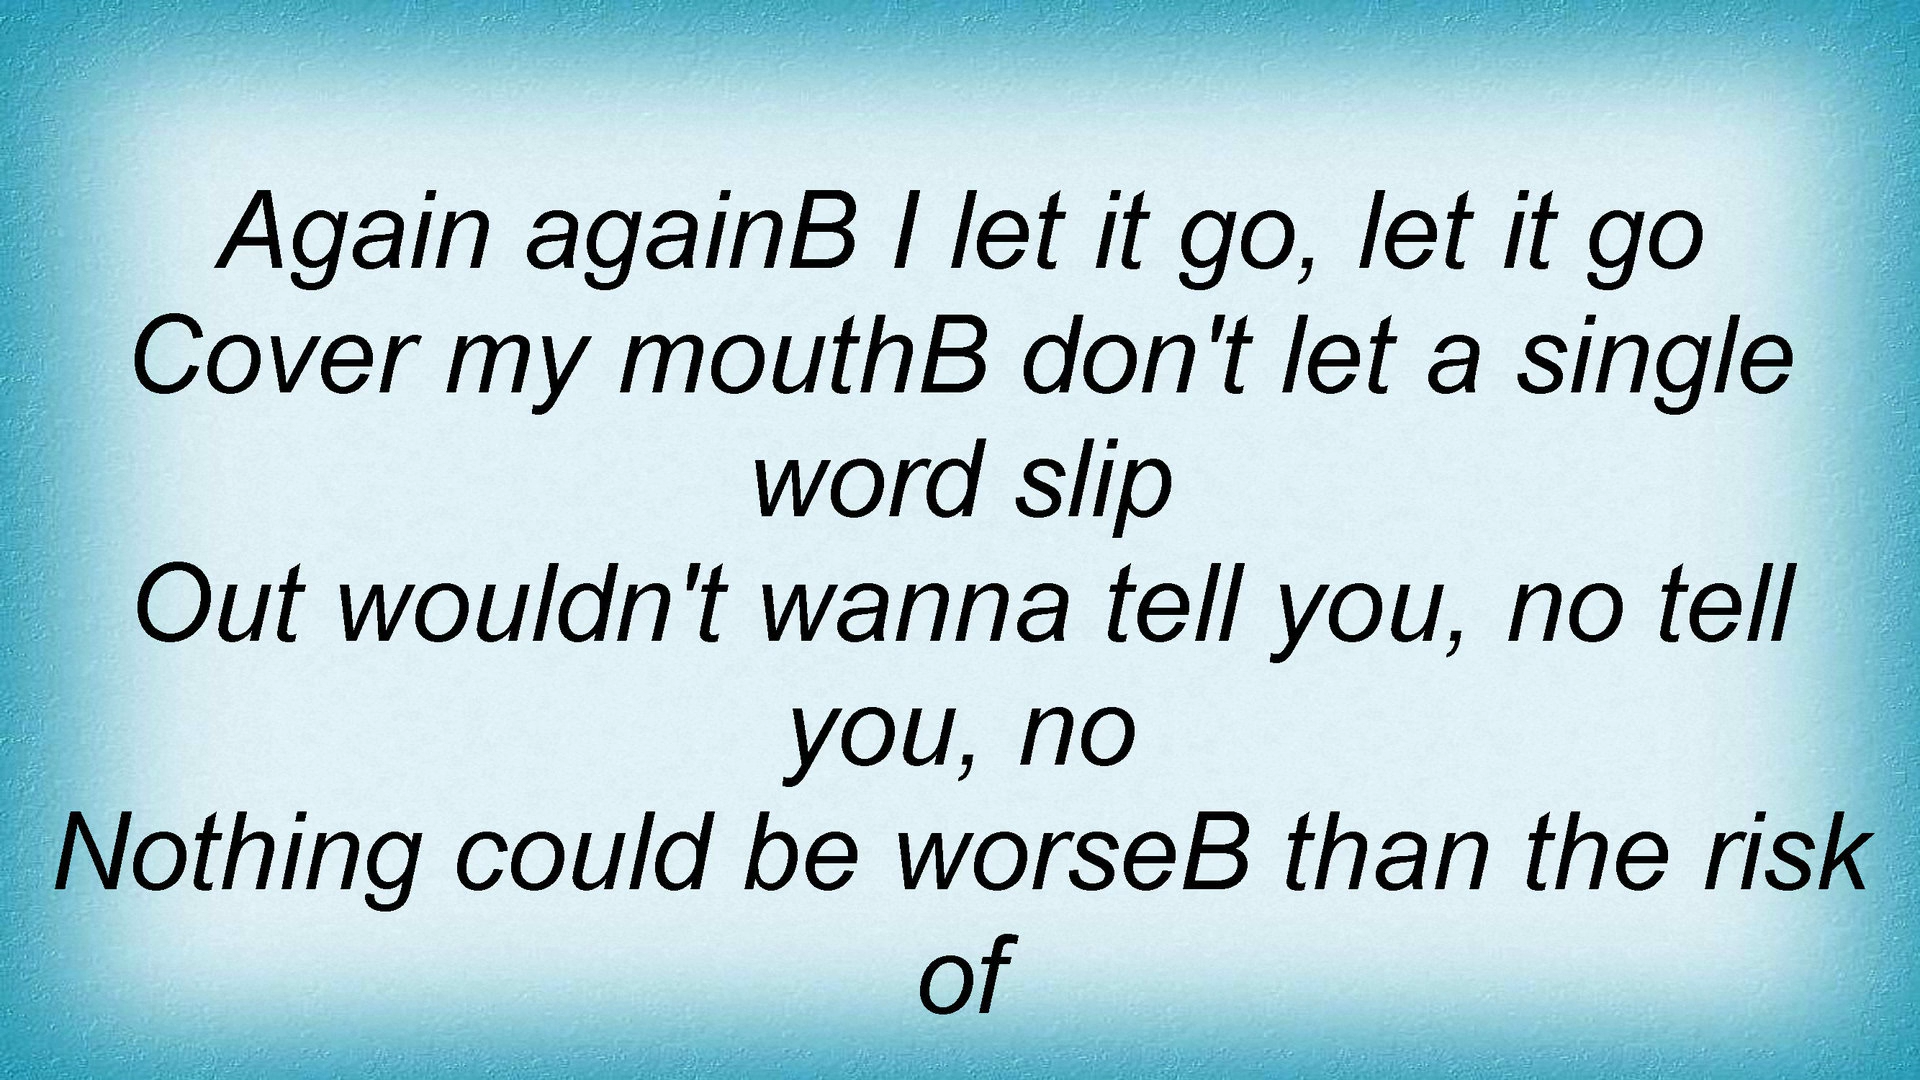 Again againB I let it go, let it go
Cover my mouthB don't let a single
word slip
Out wouldn't wanna tell you, no tell
you, no
Nothing could be worseB than the risk
of